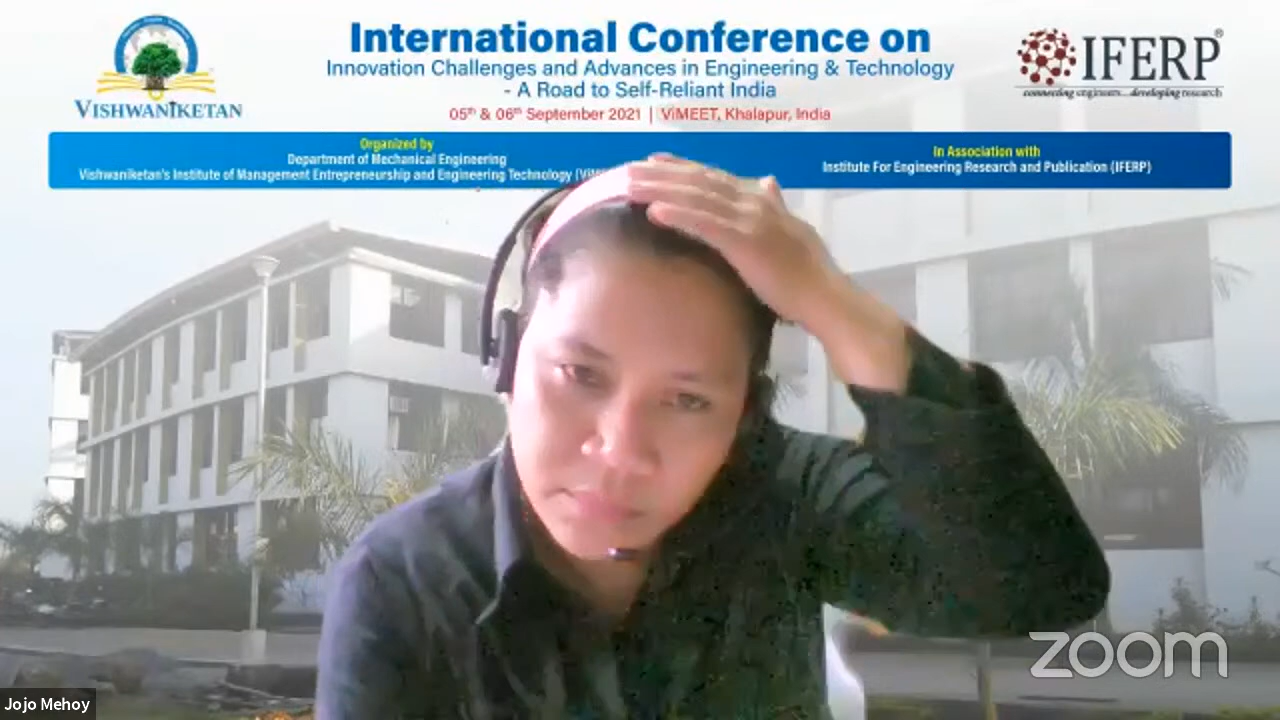 VISHWANIKETAN
International Conference on
Innovation Challenges and Advances in Engineering & Technology
- A Road to Self-Reliant India
05th & 06th September 2021 | ViMEET, Khalapur, India
IFERP®
connecting engineers...developing research
Organized by
Department of Mechanical Engineering
Vishwaniketan's Institute of Management Entrepreneurship and Engineering Technology
In Association with
Institute For Engineering Research and Publication (IFERP)
zoom
Jojo Mehoy